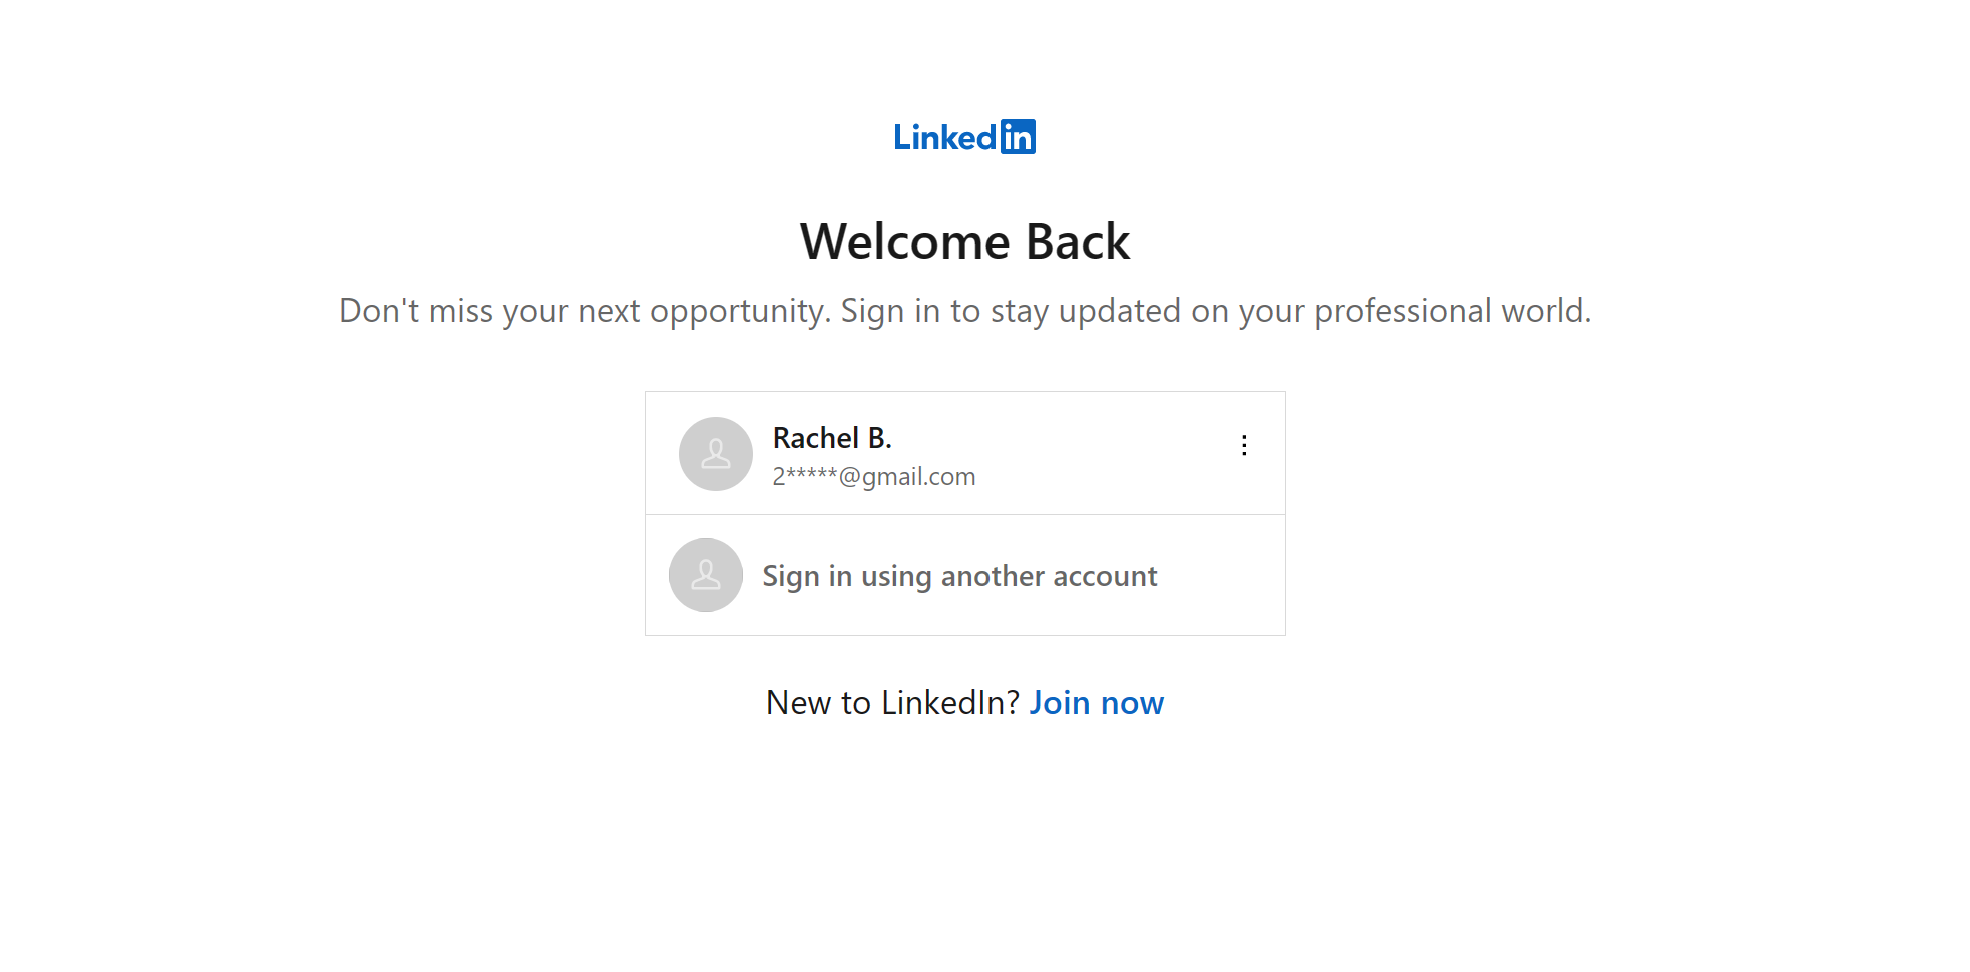 Linkedin
Welcome Back
Don't miss your next opportunity. Sign in to stay updated on your professional world.
Rachel B.
2*****@gmail.com
Sign in using another account
New to LinkedIn? Join now